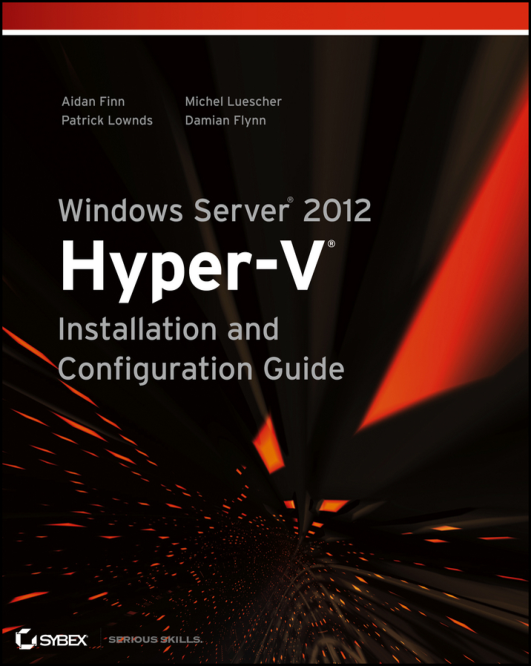 Aidan Finn
Michel Luescher
Patrick Lownds
Damian Flynn
Windows Server® 2012
Hyper-V®
Installation and
Configuration Guide
SYBEX®
SERIOUS SKILLS.